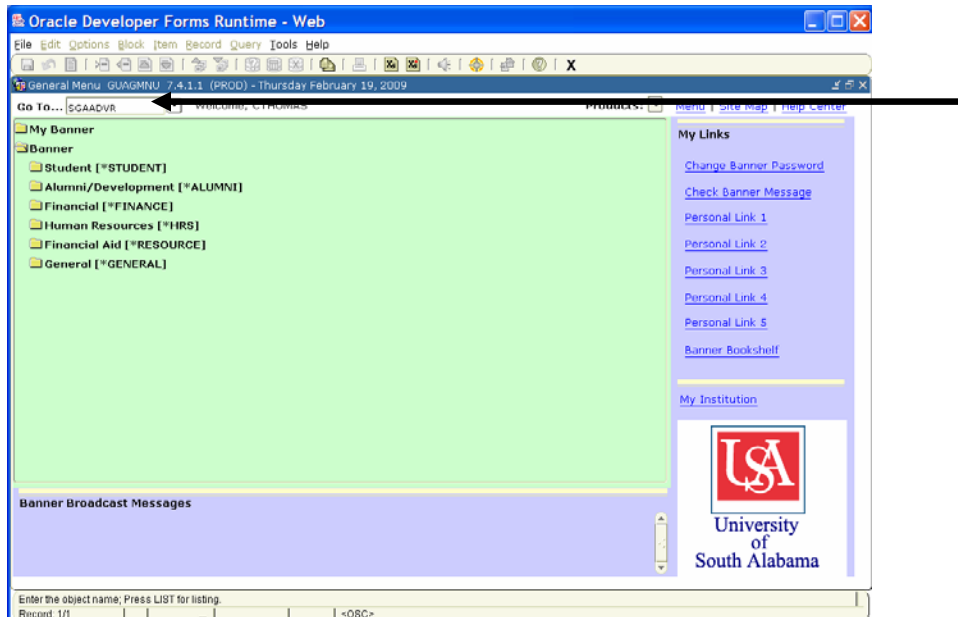 Oracle Developer Forms Runtime - Web
File Edit Options Block Item Record Query Tools Help
X
General Menu GUAGMNU 7.4.1.1 (PROD) - Thursday February 19, 2009
Go To... SGAADVR Welcome, CTHOMAS Products: Menu | Site Map | Help Center
My Banner
Banner
Student [*STUDENT]
Alumni/Development [*ALUMNI]
Financial [*FINANCE]
Human Resources [*HRS]
Financial Aid [*RESOURCE]
General [*GENERAL]
My Links
Change Banner Password
Check Banner Message
Personal Link 1
Personal Link 2
Personal Link 3
Personal Link 4
Personal Link 5
Banner Bookshelf
My Institution
USA
University
of
South Alabama
Banner Broadcast Messages
Enter the object name; Press LIST for listing.
Record: 1/1 <OSC>